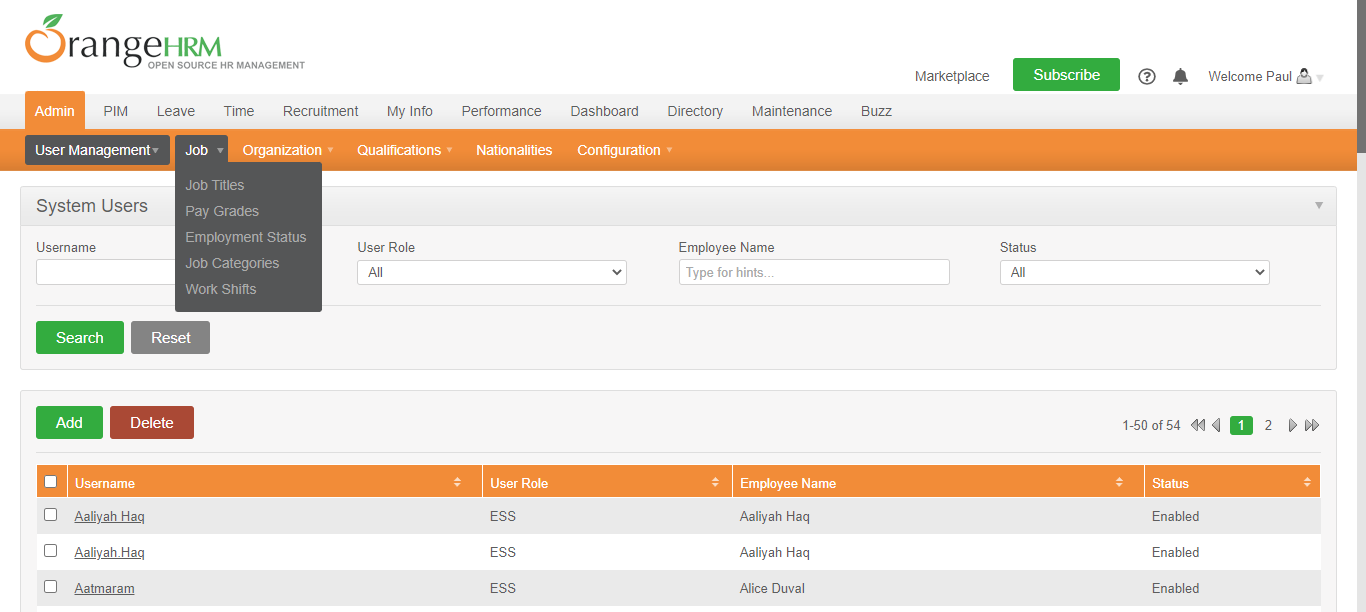 OrangeHRM
OPEN SOURCE HR MANAGEMENT
Marketplace Subscribe Welcome Paul
Admin PIM Leave Time Recruitment My Info Performance Dashboard Directory Maintenance Buzz
User Management Job Organization Qualifications Nationalities Configuration
Job Titles
Pay Grades
Employment Status
Job Categories
Work Shifts
System Users
Username User Role Employee Name Status
All Type for hints... All
Search Reset
Add Delete 1-50 of 54 1 2
Username User Role Employee Name Status
Aaliyah Haq ESS Aaliyah Haq Enabled
Aaliyah.Haq ESS Aaliyah Haq Enabled
Aatmaram ESS Alice Duval Enabled